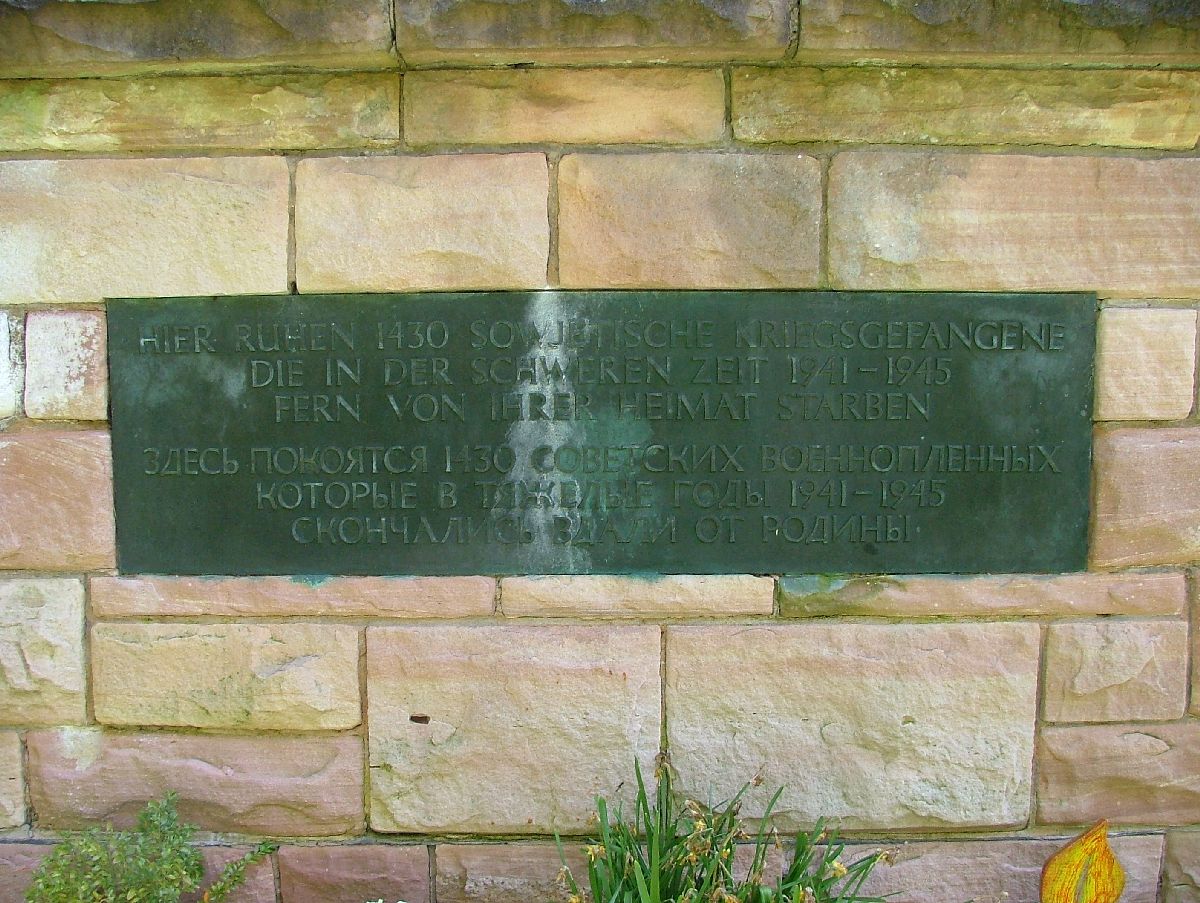 HIER RUHEN 1430 SOWJETISCHE KRIEGSGEFANGENE
DIE IN DER SCHWEREN ZEIT 1941–1945
FERN VON IHRER HEIMAT STARBEN
ЗДЕСЬ ПОКОЯТСЯ 1430 СОВЕТСКИХ ВОЕННОПЛЕННЫХ
КОТОРЫЕ В ТЯЖЕЛЫЕ ГОДЫ 1941–1945
СКОНЧАЛИСЬ ВДАЛИ ОТ РОДИНЫ